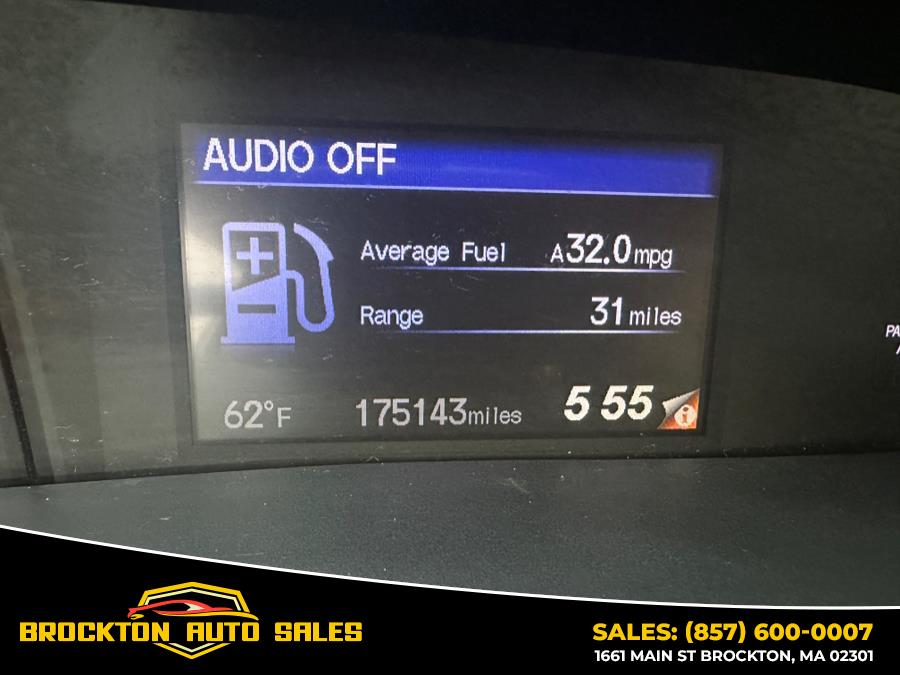 AUDIO OFF
Average Fuel A32.0mpg
Range 31 miles
62°F 175143miles 5 55 i
PA
BROCKTON AUTO SALES
SALES: (857) 600-0007
1661 MAIN ST BROCKTON, MA 02301